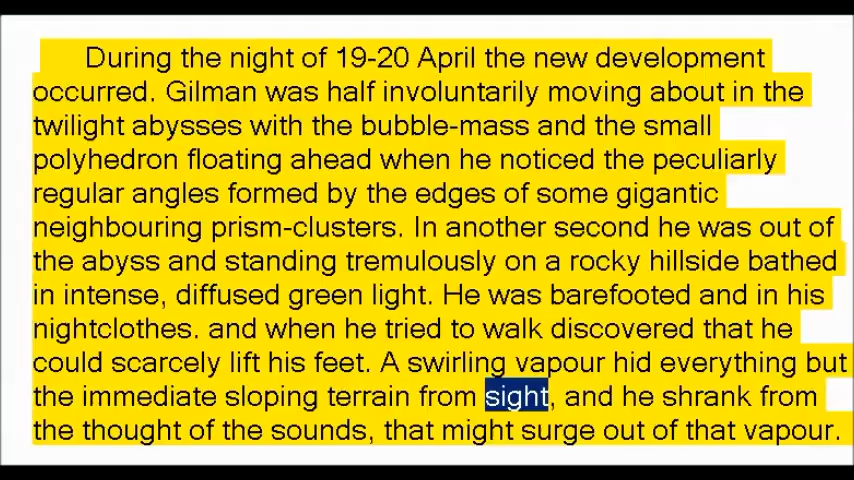 During the night of 19-20 April the new development
occurred. Gilman was half involuntarily moving about in the
twilight abysses with the bubble-mass and the small
polyhedron floating ahead when he noticed the peculiarly
regular angles formed by the edges of some gigantic
neighbouring prism-clusters. In another second he was out of
the abyss and standing tremulously on a rocky hillside bathed
in intense, diffused green light. He was barefooted and in his
nightclothes. and when he tried to walk discovered that he
could scarcely lift his feet. A swirling vapour hid everything but
the immediate sloping terrain from sight, and he shrank from
the thought of the sounds, that might surge out of that vapour.